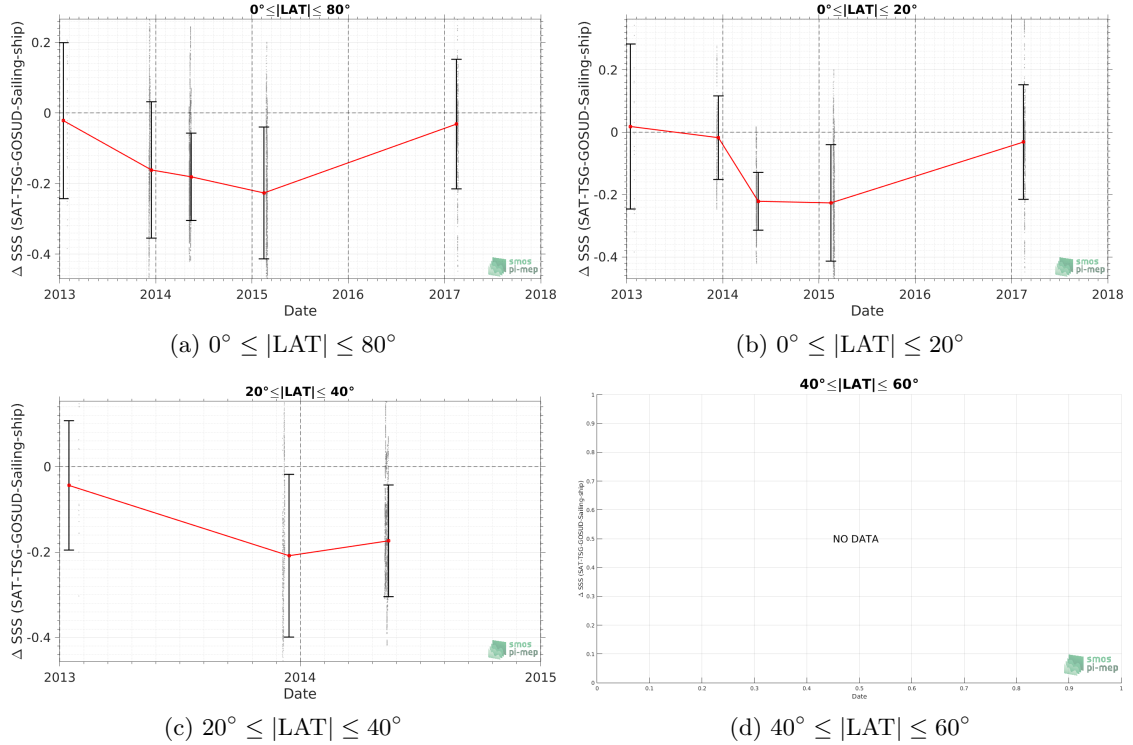 0°≤|LAT|≤ 80°
Δ SSS (SAT-TSG-GOSUD-Sailing-ship)
0.2
0
-0.2
-0.4
2013 2014 2015 2016 2017 2018
Date
smos
pi-mep
(a) 0° ≤ |LAT| ≤ 80°
0°≤|LAT|≤ 20°
Δ SSS (SAT-TSG-GOSUD-Sailing-ship)
0.2
0
-0.2
-0.4
2013 2014 2015 2016 2017 2018
Date
smos
pi-mep
(b) 0° ≤ |LAT| ≤ 20°
20°≤|LAT|≤ 40°
Δ SSS (SAT-TSG-GOSUD-Sailing-ship)
0
-0.2
-0.4
2013 2014 2015
Date
smos
pi-mep
(c) 20° ≤ |LAT| ≤ 40°
40°≤|LAT|≤ 60°
Δ SSS (SAT-TSG-GOSUD-Sailing-ship)
1
0.9
0.8
0.7
0.6
0.5
0.4
0.3
0.2
0.1
0
NO DATA
0 0.1 0.2 0.3 0.4 0.5 0.6 0.7 0.8 0.9 1
Date
smos
pi-mep
(d) 40° ≤ |LAT| ≤ 60°